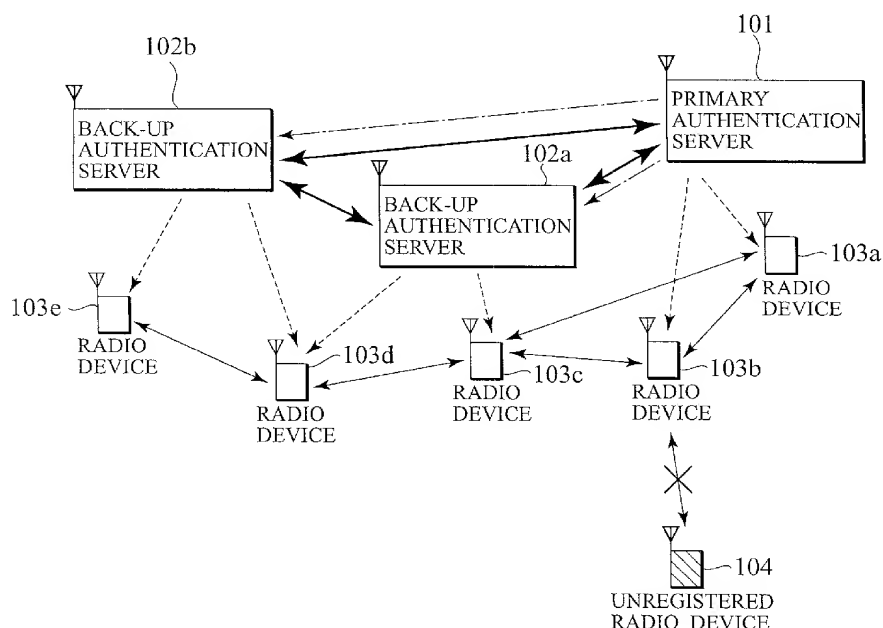 101
102b
PRIMARY
AUTHENTICATION
SERVER
BACK-UP
AUTHENTICATION
SERVER
102a
BACK-UP
AUTHENTICATION
SERVER
103a
RADIO
DEVICE
103e
RADIO
DEVICE
103d
RADIO
DEVICE
103c
RADIO
DEVICE
103b
RADIO
DEVICE
104
UNREGISTERED
RADIO DEVICE